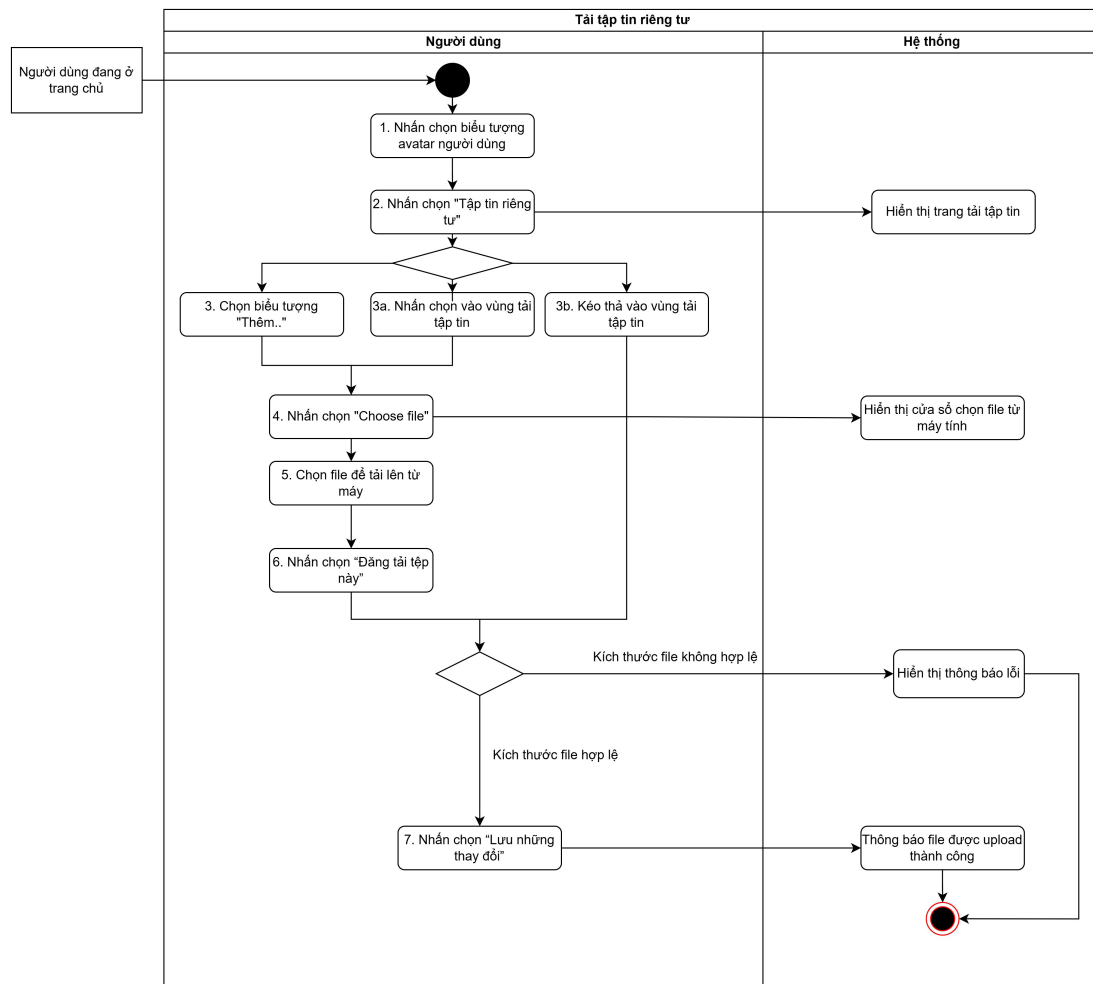 Tải tập tin riêng tư
Người dùng
Hệ thống
Người dùng đang ở
trang chủ
1. Nhấn chọn biểu tượng
avatar người dùng
2. Nhấn chọn "Tập tin riêng
tư"
Hiển thị trang tải tập tin
3. Chọn biểu tượng
"Thêm.."
3a. Nhấn chọn vào vùng tải
tập tin
3b. Kéo thả vào vùng tải
tập tin
4. Nhấn chọn "Choose file"
Hiển thị cửa sổ chọn file từ
máy tính
5. Chọn file để tải lên từ
máy
6. Nhấn chọn “Đăng tải tệp
này”
Kích thước file không hợp lệ
Hiển thị thông báo lỗi
Kích thước file hợp lệ
7. Nhấn chọn “Lưu những
thay đổi”
Thông báo file được upload
thành công